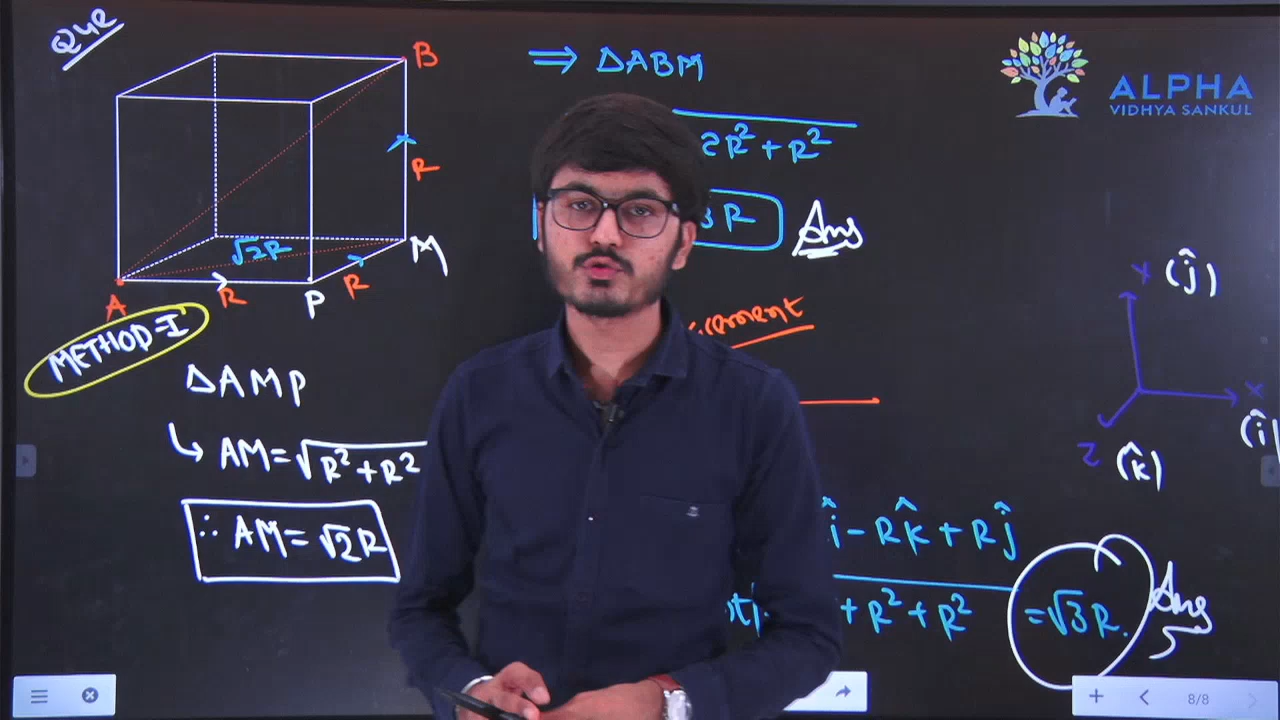 Q42
B
R
M
√2R
A
R
P
R
METHOD-I
ΔAMP
↳ AM=√R²+R²
∴ AM=√2R
⇒ ΔABM
2R²+R²
3R
Ans
y (ĵ)
x
(î)
z
(k̂)
î-Rk̂+Rĵ
+R²+R²
=√3R.
Ans
ALPHA
VIDHYA SANKUL
8/8